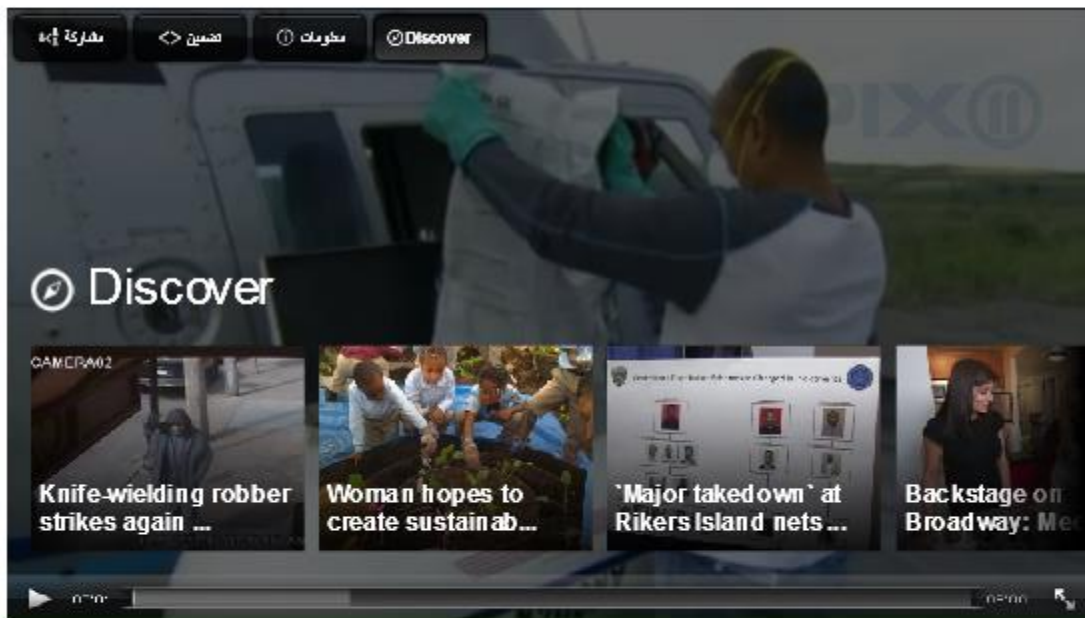 مشاركة
تضمين <>
معلومات
Discover
PIX11
Discover
CAMERA02
Knife-wielding robber
strikes again ...
Woman hopes to
create sustainab...
`Major takedown` at
Rikers Island nets ...
Backstage on
Broadway: Mee